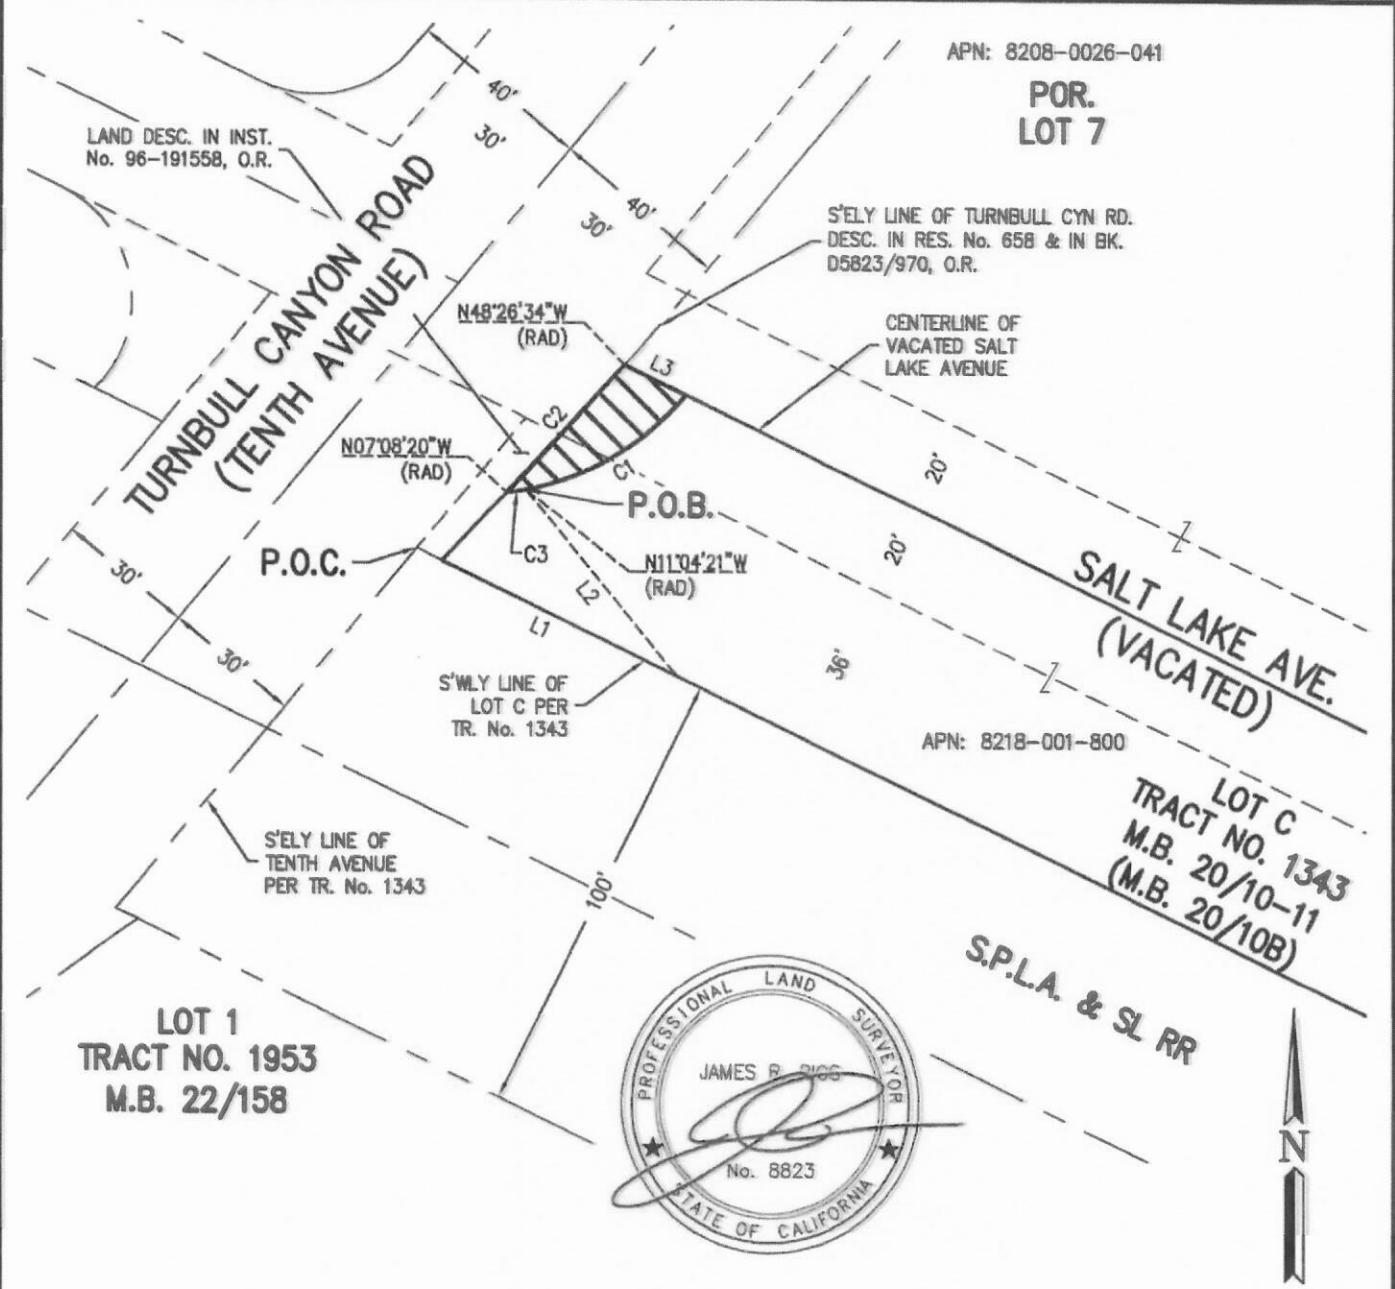 APN: 8208-0026-041
POR.
LOT 7
40'
30'
40'
30'
LAND DESC. IN INST.
No. 96-191558, O.R.
TURNBULL CANYON ROAD
(TENTH AVENUE)
S'ELY LINE OF TURNBULL CYN RD.
DESC. IN RES. No. 658 & IN BK.
D5823/970, O.R.
N48°26'34"W
(RAD)
L3
CENTERLINE OF
VACATED SALT
LAKE AVENUE
C2
N07°08'20"W
(RAD)
C1
P.O.B.
20'
20'
P.O.C.
C3
N11°04'21"W
(RAD)
L2
L1
30'
30'
SALT LAKE AVE.
(VACATED)
36'
S'WLY LINE OF
LOT C PER
TR. No. 1343
APN: 8218-001-800
LOT C
TRACT NO. 1343
M.B. 20/10-11
(M.B. 20/10B)
S'ELY LINE OF
TENTH AVENUE
PER TR. No. 1343
100'
S.P.L.A. & SL RR
LOT 1
TRACT NO. 1953
M.B. 22/158
PROFESSIONAL LAND SURVEYOR
JAMES R.
No. 8823
STATE OF CALIFORNIA
N